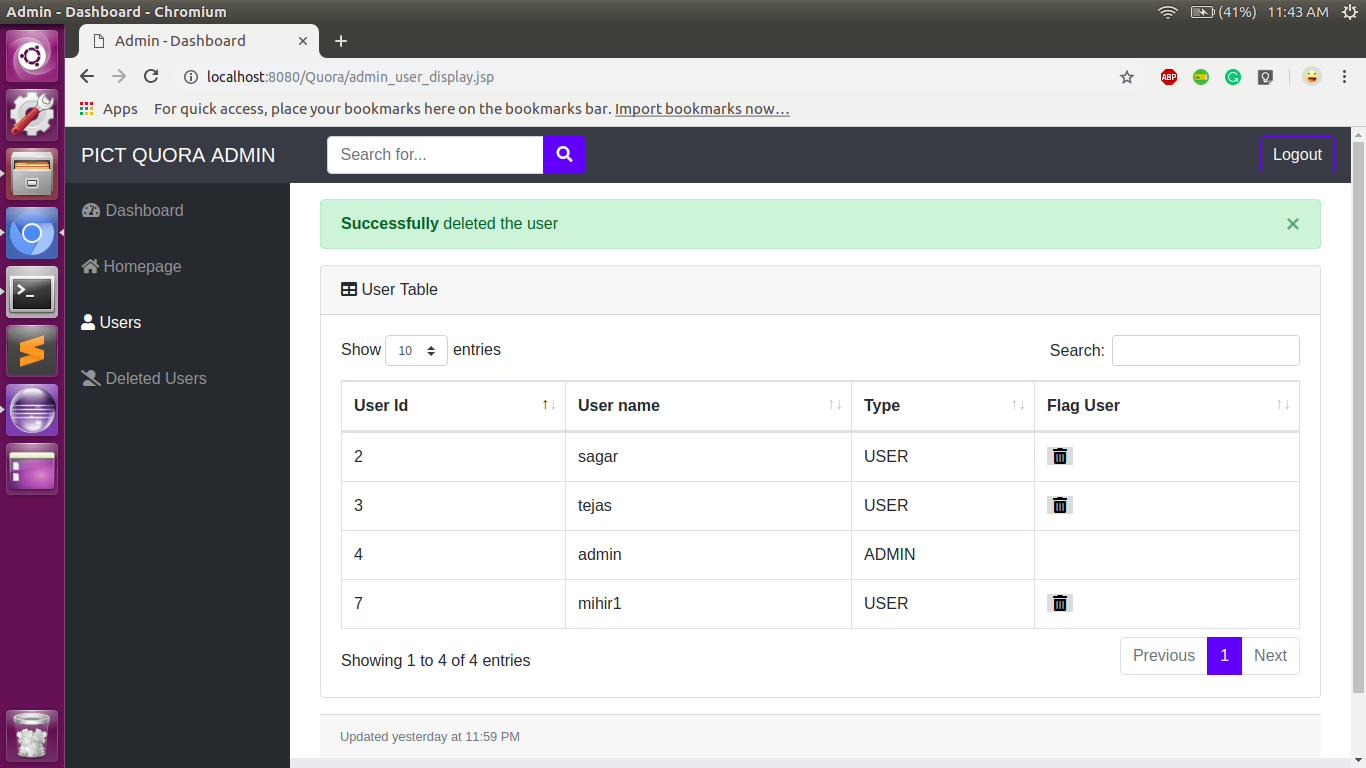 Admin - Dashboard - Chromium
(41%) 11:43 AM
Admin - Dashboard
localhost:8080/Quora/admin_user_display.jsp
ABP
Apps For quick access, place your bookmarks here on the bookmarks bar. Import bookmarks now…
PICT QUORA ADMIN Search for... Logout
Dashboard
Homepage
Users
Deleted Users
Successfully deleted the user ×
User Table
Show 10 entries Search:
User Id User name Type Flag User
2 sagar USER
3 tejas USER
4 admin ADMIN
7 mihir1 USER
Showing 1 to 4 of 4 entries Previous 1 Next
Updated yesterday at 11:59 PM